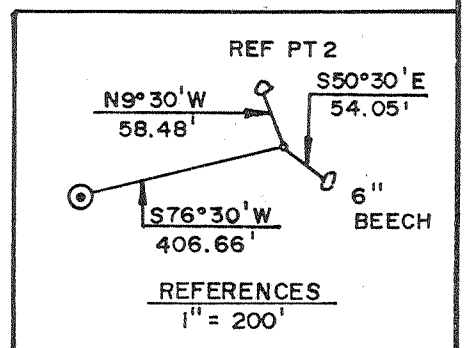 REF PT 2
N9°30'W
58.48'
S50°30'E
54.05'
6"
BEECH
S76°30'W
406.66'
REFERENCES
1" = 200'